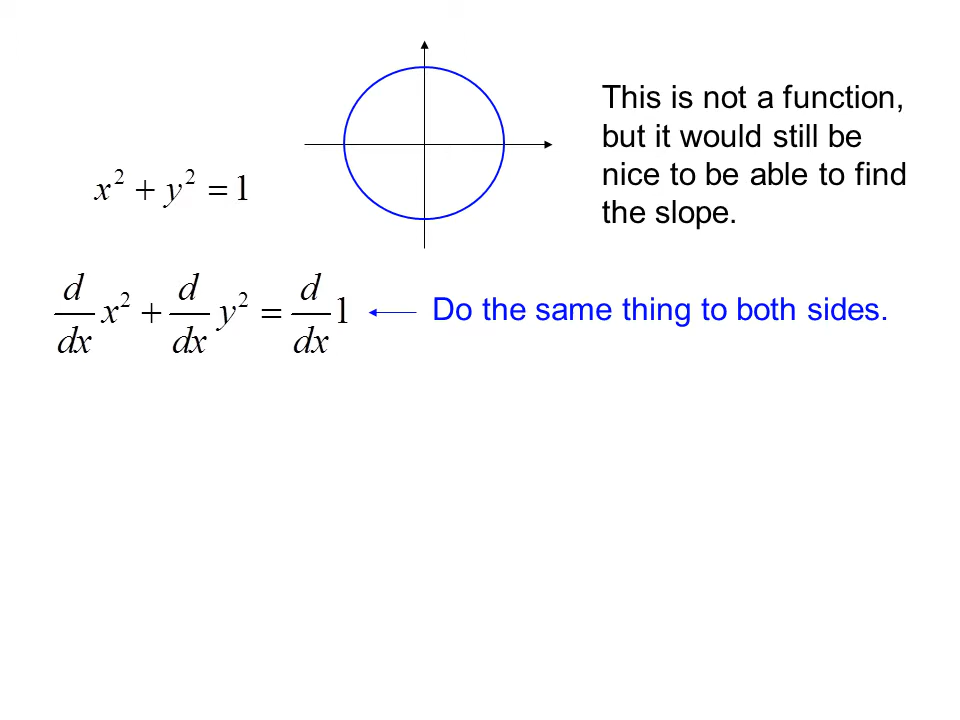 This is not a function,
but it would still be
nice to be able to find
the slope.
x² + y² = 1
d/dx x² + d/dx y² = d/dx 1
Do the same thing to both sides.